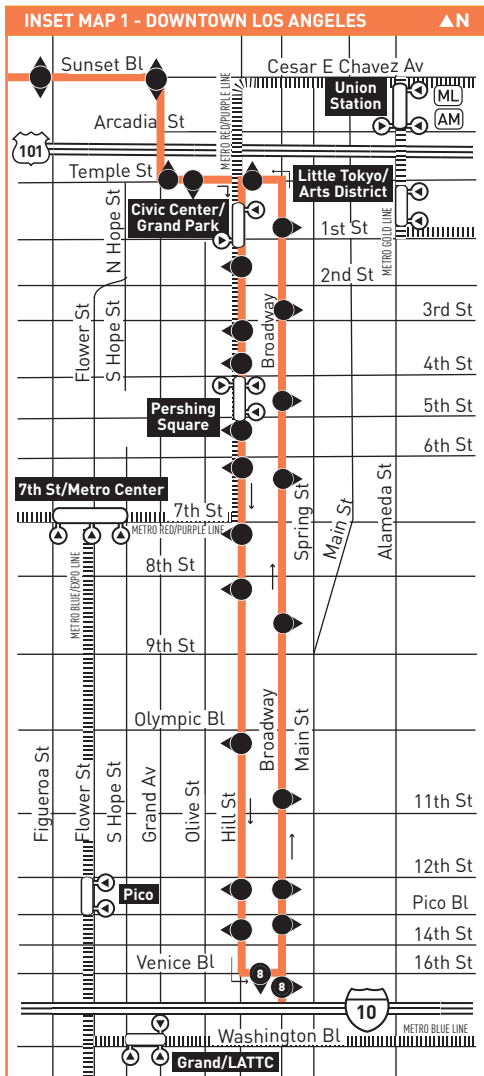 INSET MAP 1 - DOWNTOWN LOS ANGELES
▲N
Sunset Bl
Cesar E Chavez Av
METRO RED/PURPLE LINE
Union
Station
ML
AM
Arcadia St
101
Temple St
Little Tokyo/
Arts District
Civic Center/
Grand Park
N Hope St
1st St
METRO GOLD LINE
2nd St
Flower St
S Hope St
Broadway
3rd St
4th St
Pershing
Square
5th St
6th St
7th St/Metro Center
7th St
METRO RED/PURPLE LINE
Spring St
Main St
Alameda St
METRO BLUE/EXPO LINE
8th St
9th St
Olympic Bl
Broadway
Main St
Figueroa St
Flower St
S Hope St
Grand Av
Olive St
Hill St
11th St
12th St
Pico
Pico Bl
14th St
Venice Bl
16th St
8
8
10
Washington Bl
METRO BLUE LINE
Grand/LATTC